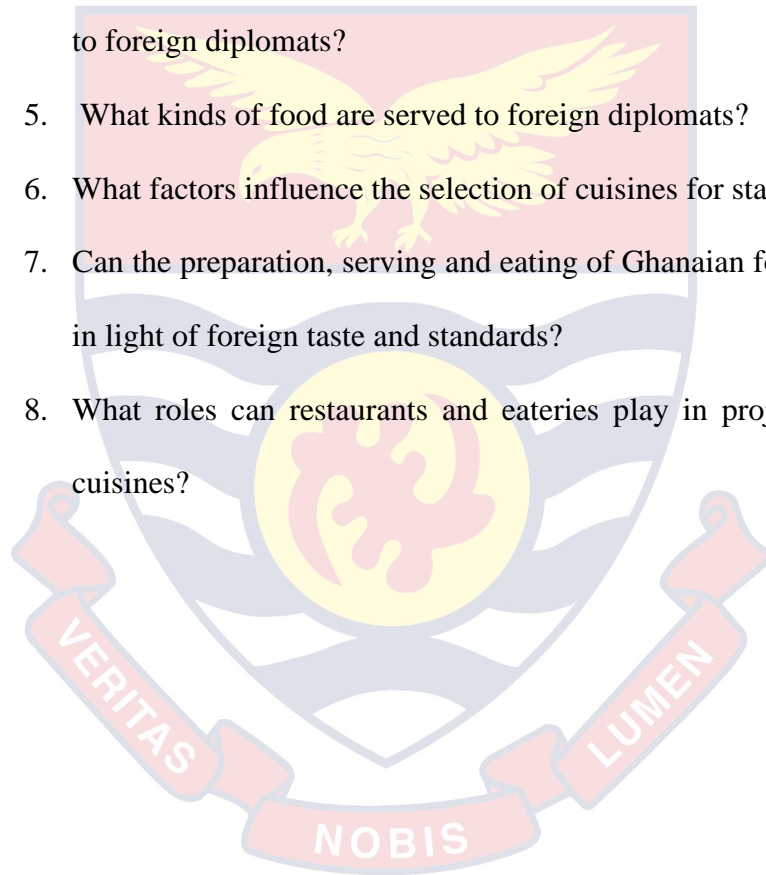 to foreign diplomats?
5. What kinds of food are served to foreign diplomats?
6. What factors influence the selection of cuisines for sta
7. Can the preparation, serving and eating of Ghanaian fo
in light of foreign taste and standards?
8. What roles can restaurants and eateries play in proj
cuisines?
VERITAS
NOBIS
LUMEN